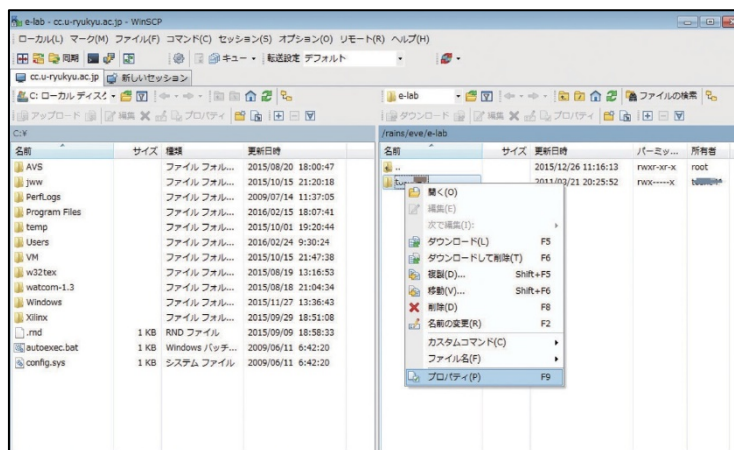 e-lab - cc.u-ryukyu.ac.jp - WinSCP
ローカル(L) マーク(M) ファイル(F) コマンド(C) セッション(S) オプション(O) リモート(R) ヘルプ(H)
同期 キュー 転送設定 デフォルト
cc.u-ryukyu.ac.jp 新しいセッション
C: ローカル ディスク e-lab ファイルの検索
アップロード 編集 プロパティ ダウンロード 編集 プロパティ
C:¥ /rains/eve/e-lab
名前 サイズ 種類 更新日時 名前 サイズ 更新日時 パーミッ... 所有者
AVS ファイル フォル... 2015/08/20 18:00:47 .. 2015/12/26 11:16:13 rwxr-xr-x root
jww ファイル フォル... 2015/10/15 21:20:18 2011/03/21 20:25:52 rwx-----x
PerfLogs ファイル フォル... 2009/07/14 11:37:05
Program Files ファイル フォル... 2016/02/15 18:07:41
temp ファイル フォル... 2015/10/01 19:20:44
Users ファイル フォル... 2016/02/24 9:30:24
VM ファイル フォル... 2015/10/15 21:47:38
w32tex ファイル フォル... 2015/08/19 13:16:53
watcom-1.3 ファイル フォル... 2015/08/18 21:04:34
Windows ファイル フォル... 2015/11/27 13:36:43
Xilinx ファイル フォル... 2015/09/29 18:51:08
.rnd 1 KB RND ファイル 2015/09/09 18:58:33
autoexec.bat 1 KB Windows バッチ... 2009/06/11 6:42:20
config.sys 1 KB システム ファイル 2009/06/11 6:42:20
開く(O)
編集(E)
次で編集(I):
ダウンロード(L) F5
ダウンロードして削除(T) F6
複製(D)... Shift+F5
移動(V)... Shift+F6
削除(D) F8
名前の変更(R) F2
カスタムコマンド(C)
ファイル名(F)
プロパティ(P) F9